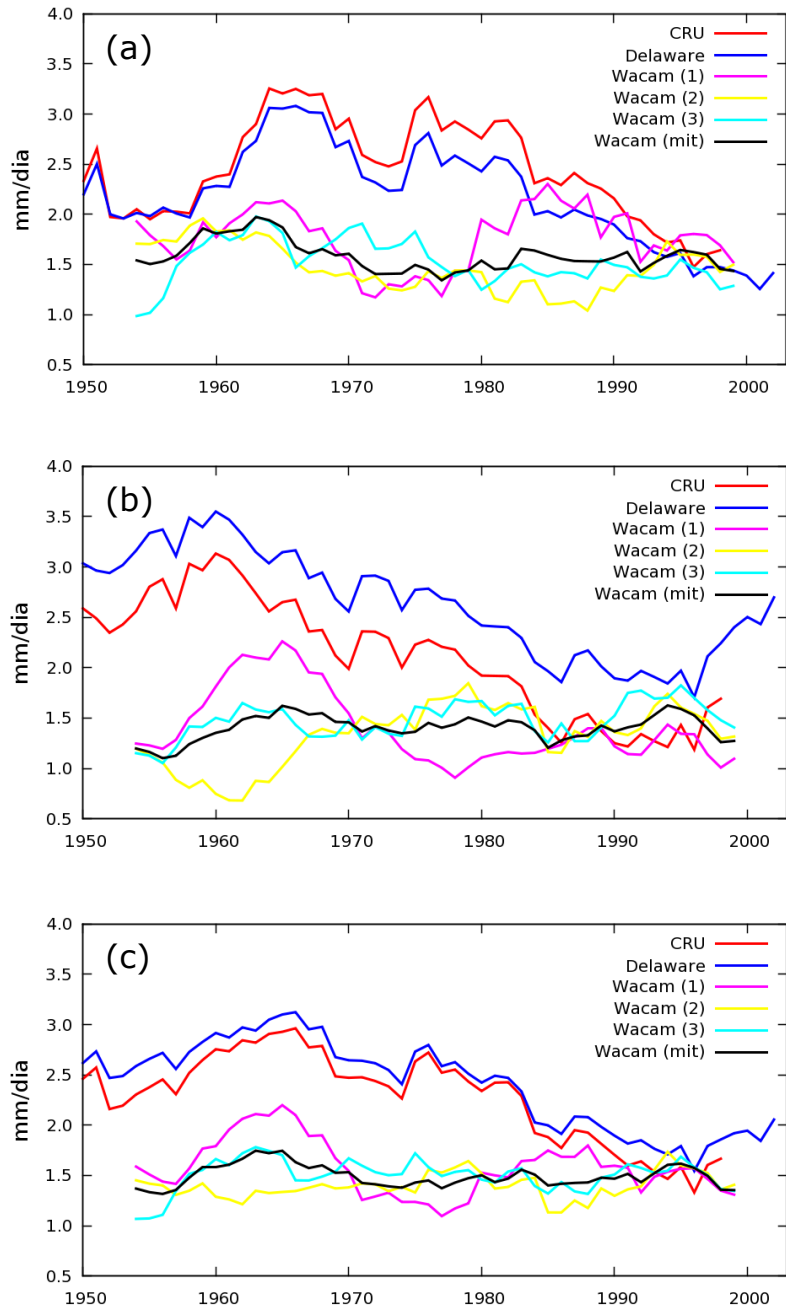 4.0
(a)
CRU
Delaware
3.5
Wacam (1)
Wacam (2)
3.0
Wacam (3)
Wacam (mit)
2.5
mm/dia
2.0
1.5
1.0
0.5
1950 1960 1970 1980 1990 2000
4.0
(b)
CRU
Delaware
3.5
Wacam (1)
Wacam (2)
3.0
Wacam (3)
Wacam (mit)
2.5
mm/dia
2.0
1.5
1.0
0.5
1950 1960 1970 1980 1990 2000
4.0
(c)
CRU
Delaware
3.5
Wacam (1)
Wacam (2)
3.0
Wacam (3)
Wacam (mit)
2.5
mm/dia
2.0
1.5
1.0
0.5
1950 1960 1970 1980 1990 2000